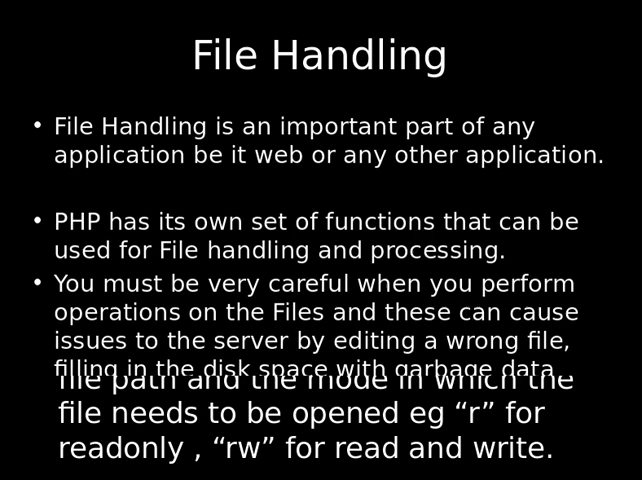 File Handling
• File Handling is an important part of any
application be it web or any other application.
• PHP has its own set of functions that can be
used for File handling and processing.
• You must be very careful when you perform
operations on the Files and these can cause
issues to the server by editing a wrong file,
filling in the disk space with garbage data,
file path and the mode in which the
file needs to be opened eg “r” for
readonly , “rw” for read and write.